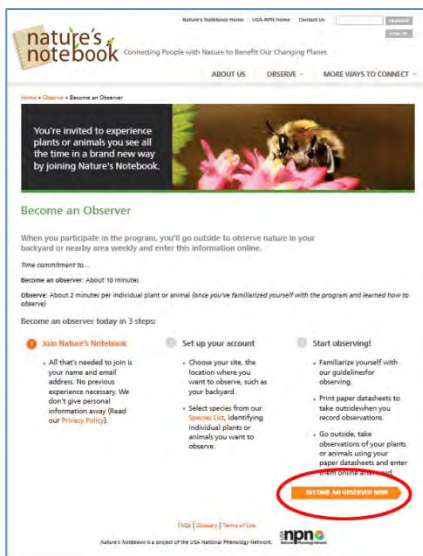 Nature's Notebook Home USA-NPN Home Contact Us
nature's
notebook
Connecting People with Nature to Benefit Our Changing Planet
ABOUT US OBSERVE MORE WAYS TO CONNECT
Home » Observe » Become an Observer
You're invited to experience
plants or animals you see all
the time in a brand new way
by joining Nature's Notebook.
Become an Observer
When you participate in the program, you'll go outside to observe nature in your
backyard or nearby area weekly and enter this information online.
Time commitment to...
Become an observer: About 10 minutes
Observe: About 2 minutes per individual plant or animal (once you've familiarized yourself with the program and learned how to
observe)
Become an observer today in 3 steps:
Join Nature's Notebook
• All that's needed to join is
your name and email
address. No previous
experience necessary. We
don't give personal
information away (Read
our Privacy Policy).
Set up your account
• Choose your site, the
location where you
want to observe, such as
your backyard.
• Select species from our
Species List, identifying
individual plants or
animals you want to
observe.
Start observing!
• Familiarize yourself with
our guidelinesfor
observing.
• Print paper datasheets to
take outsidewhen you
record observations.
• Go outside, take
observations of your plants
or animals using your
paper datasheets and enter
them online
BECOME AN OBSERVER NOW
FAQs | Glossary | Terms of Use
Nature's Notebook is a project of the USA National Phenology Network.
USA
npn
National Phenology Network